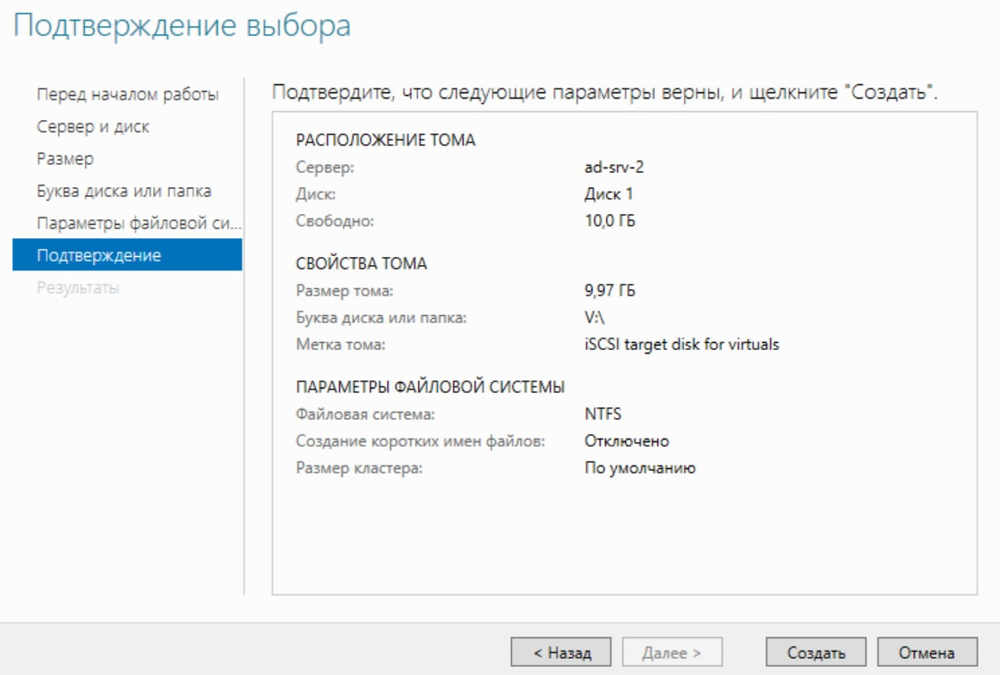 Подтверждение выбора
Перед началом работы
Сервер и диск
Размер
Буква диска или папка
Параметры файловой си...
Подтверждение
Результаты
Подтвердите, что следующие параметры верны, и щелкните "Создать".
РАСПОЛОЖЕНИЕ ТОМА
Сервер: ad-srv-2
Диск: Диск 1
Свободно: 10,0 ГБ
СВОЙСТВА ТОМА
Размер тома: 9,97 ГБ
Буква диска или папка: V:\
Метка тома: iSCSI target disk for virtuals
ПАРАМЕТРЫ ФАЙЛОВОЙ СИСТЕМЫ
Файловая система: NTFS
Создание коротких имен файлов: Отключено
Размер кластера: По умолчанию
< Назад Далее > Создать Отмена